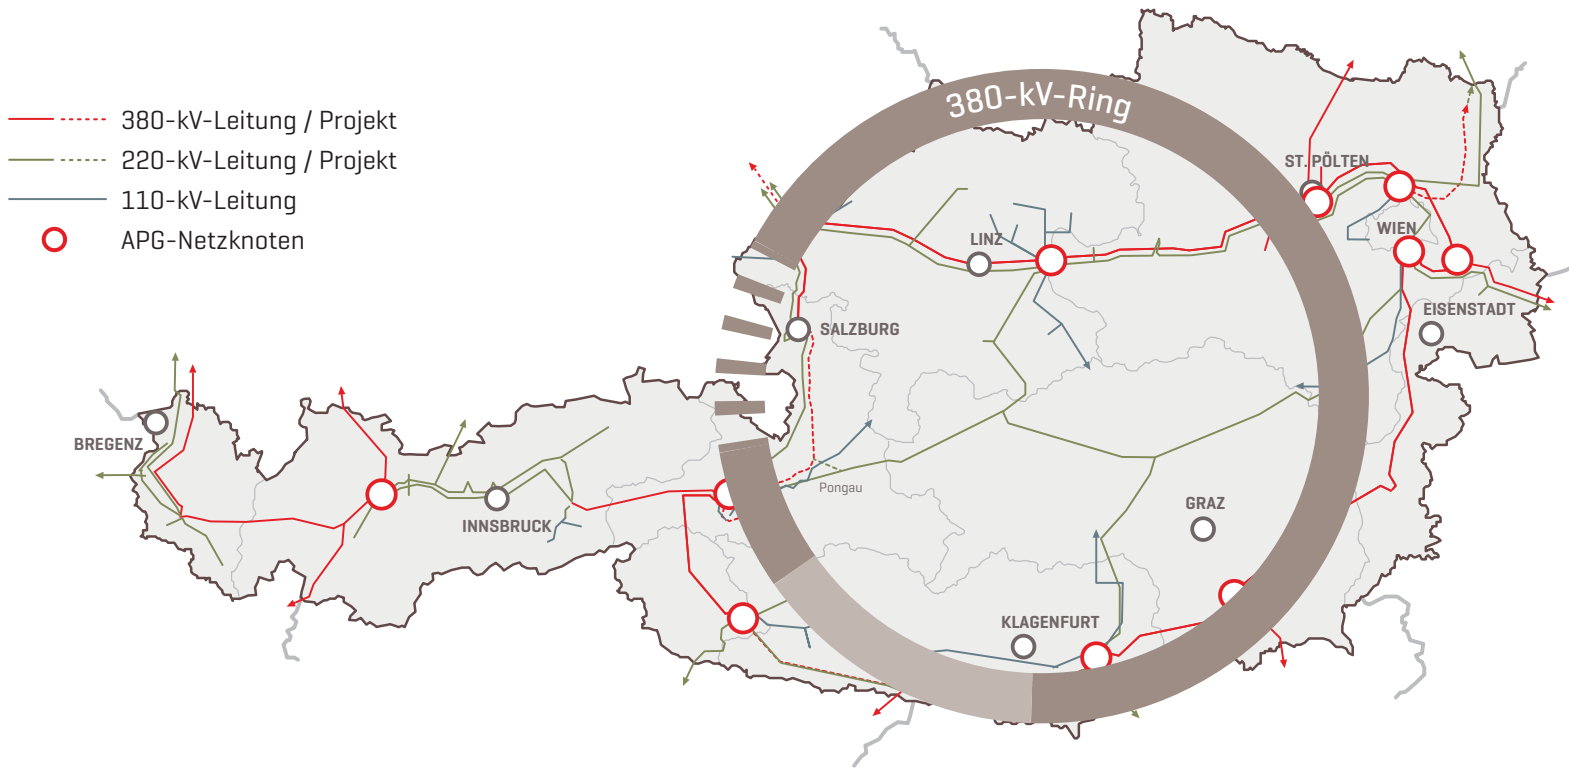 380-kV-Ring
380-kV-Leitung / Projekt
220-kV-Leitung / Projekt
110-kV-Leitung
APG-Netzknoten
ST. PÖLTEN
WIEN
LINZ
EISENSTADT
SALZBURG
BREGENZ
Pongau
INNSBRUCK
GRAZ
KLAGENFURT